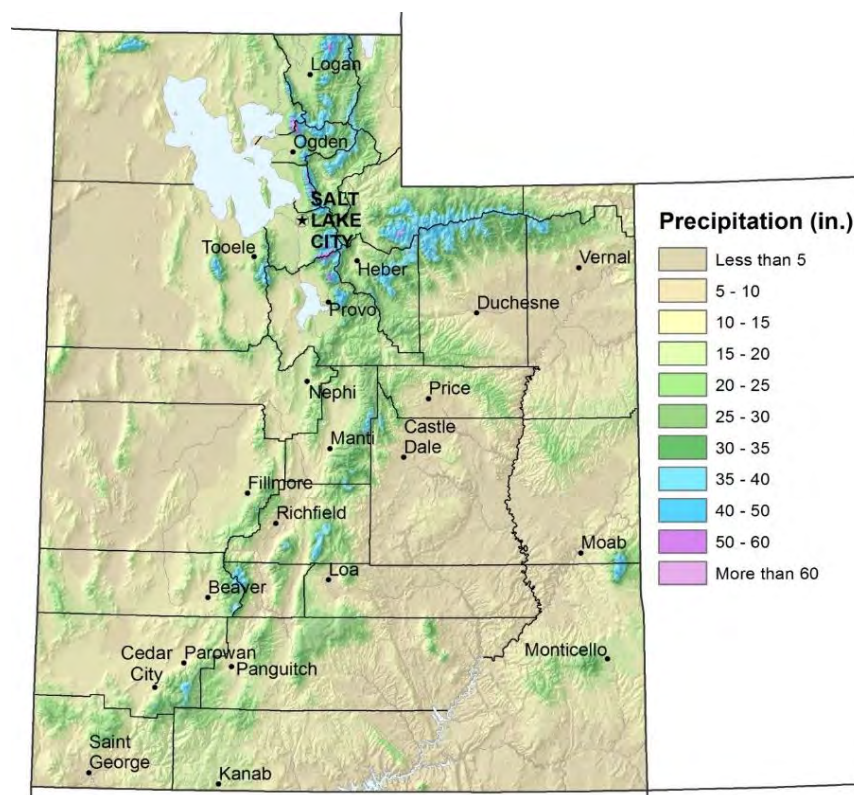 Logan
Ogden
SALT
LAKE
CITY
Tooele
Heber
Vernal
Provo
Duchesne
Nephi
Price
Castle
Dale
Manti
Fillmore
Richfield
Moab
Loa
Beaver
Cedar
City
Parowan
Panguitch
Monticello
Saint
George
Kanab
Precipitation (in.)
Less than 5
5 - 10
10 - 15
15 - 20
20 - 25
25 - 30
30 - 35
35 - 40
40 - 50
50 - 60
More than 60